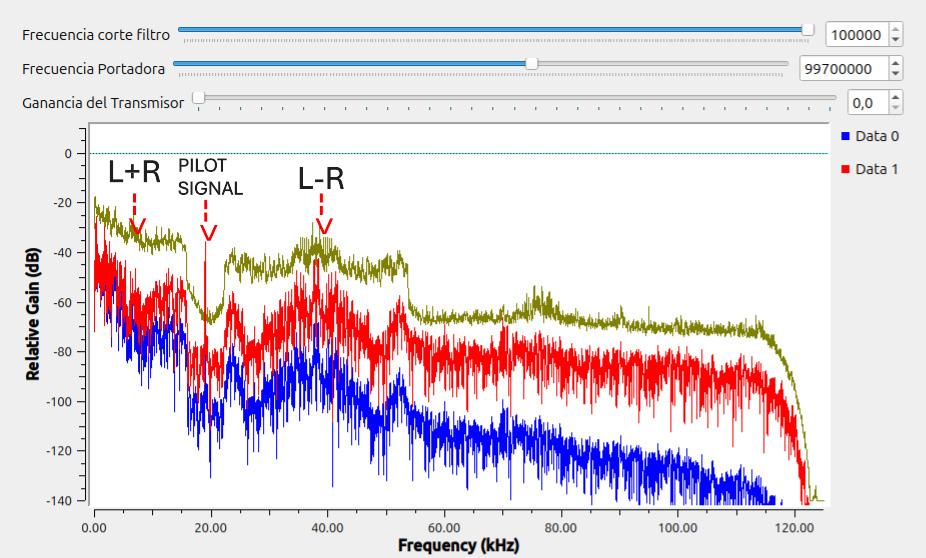 Frecuencia corte filtro 100000
Frecuencia Portadora 99700000
Ganancia del Transmisor 0,0
Data 0
Data 1
L+R
PILOT
SIGNAL
L-R
Relative Gain (dB)
0
-20
-40
-60
-80
-100
-120
-140
0.00 20.00 40.00 60.00 80.00 100.00 120.00
Frequency (kHz)